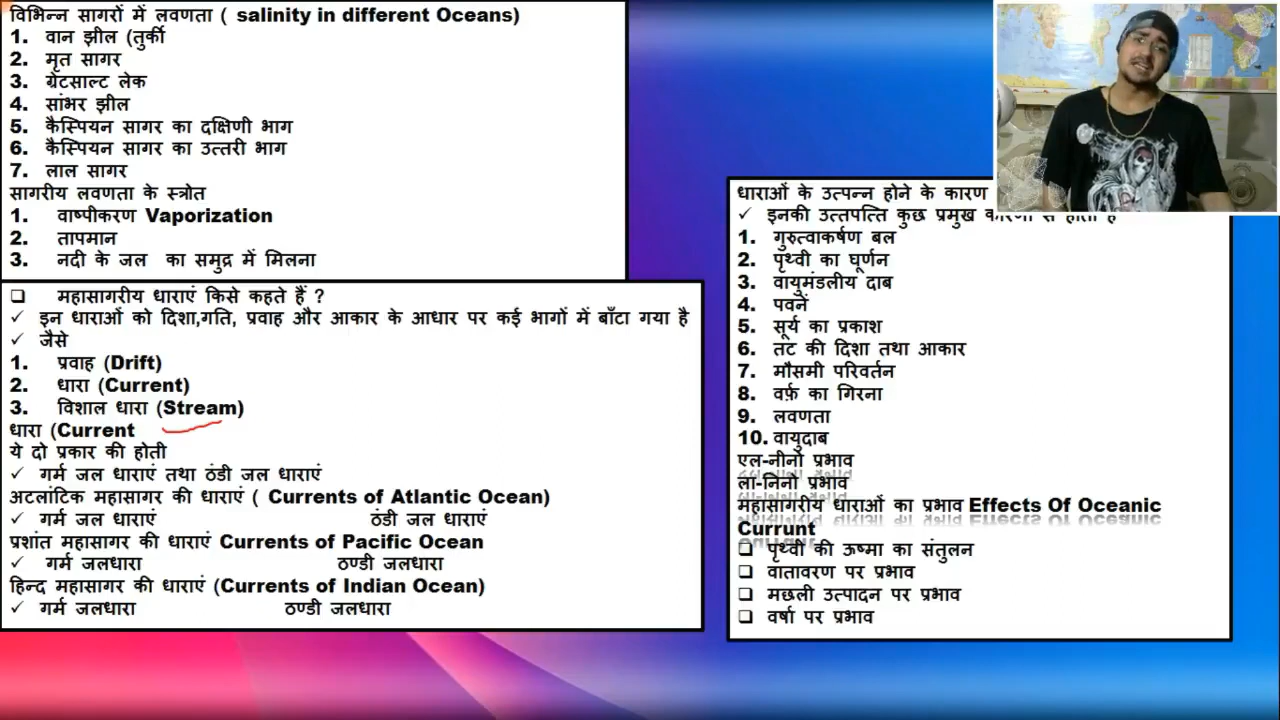 विभिन्न सागरों में लवणता ( salinity in different Oceans)
1. वान झील (तुर्की
2. मृत सागर
3. ग्रेटसाल्ट लेक
4. सांभर झील
5. कैस्पियन सागर का दक्षिणी भाग
6. कैस्पियन सागर का उत्तरी भाग
7. लाल सागर
सागरीय लवणता के स्त्रोत
1. वाष्पीकरण Vaporization
2. तापमान
3. नदी के जल का समुद्र में मिलना
❑ महासागरीय धाराएं किसे कहते हैं ?
✓ इन धाराओं को दिशा,गति, प्रवाह और आकार के आधार पर कई भागों में बाँटा गया है
✓ जैसे
1. प्रवाह (Drift)
2. धारा (Current)
3. विशाल धारा (Stream)
धारा (Current
ये दो प्रकार की होती
✓ गर्म जल धाराएं तथा ठंडी जल धाराएं
अटलांटिक महासागर की धाराएं ( Currents of Atlantic Ocean)
✓ गर्म जल धाराएं ठंडी जल धाराएं
प्रशांत महासागर की धाराएं Currents of Pacific Ocean
✓ गर्म जलधारा ठण्डी जलधारा
हिन्द महासागर की धाराएं (Currents of Indian Ocean)
✓ गर्म जलधारा ठण्डी जलधारा
धाराओं के उत्पन्न होने के कारण
✓ इनकी उत्तपत्ति कुछ प्रमुख
1. गुरुत्वाकर्षण बल
2. पृथ्वी का घूर्णन
3. वायुमंडलीय दाब
4. पवनें
5. सूर्य का प्रकाश
6. तट की दिशा तथा आकार
7. मौसमी परिवर्तन
8. वर्फ़ का गिरना
9. लवणता
10. वायुदाब
एल-नीनो प्रभाव
ला-निनो प्रभाव
महासागरीय धाराओं का प्रभाव Effects Of Oceanic
Currunt
❑ पृथ्वी की ऊष्मा का संतुलन
❑ वातावरण पर प्रभाव
❑ मछली उत्पादन पर प्रभाव
❑ वर्षा पर प्रभाव